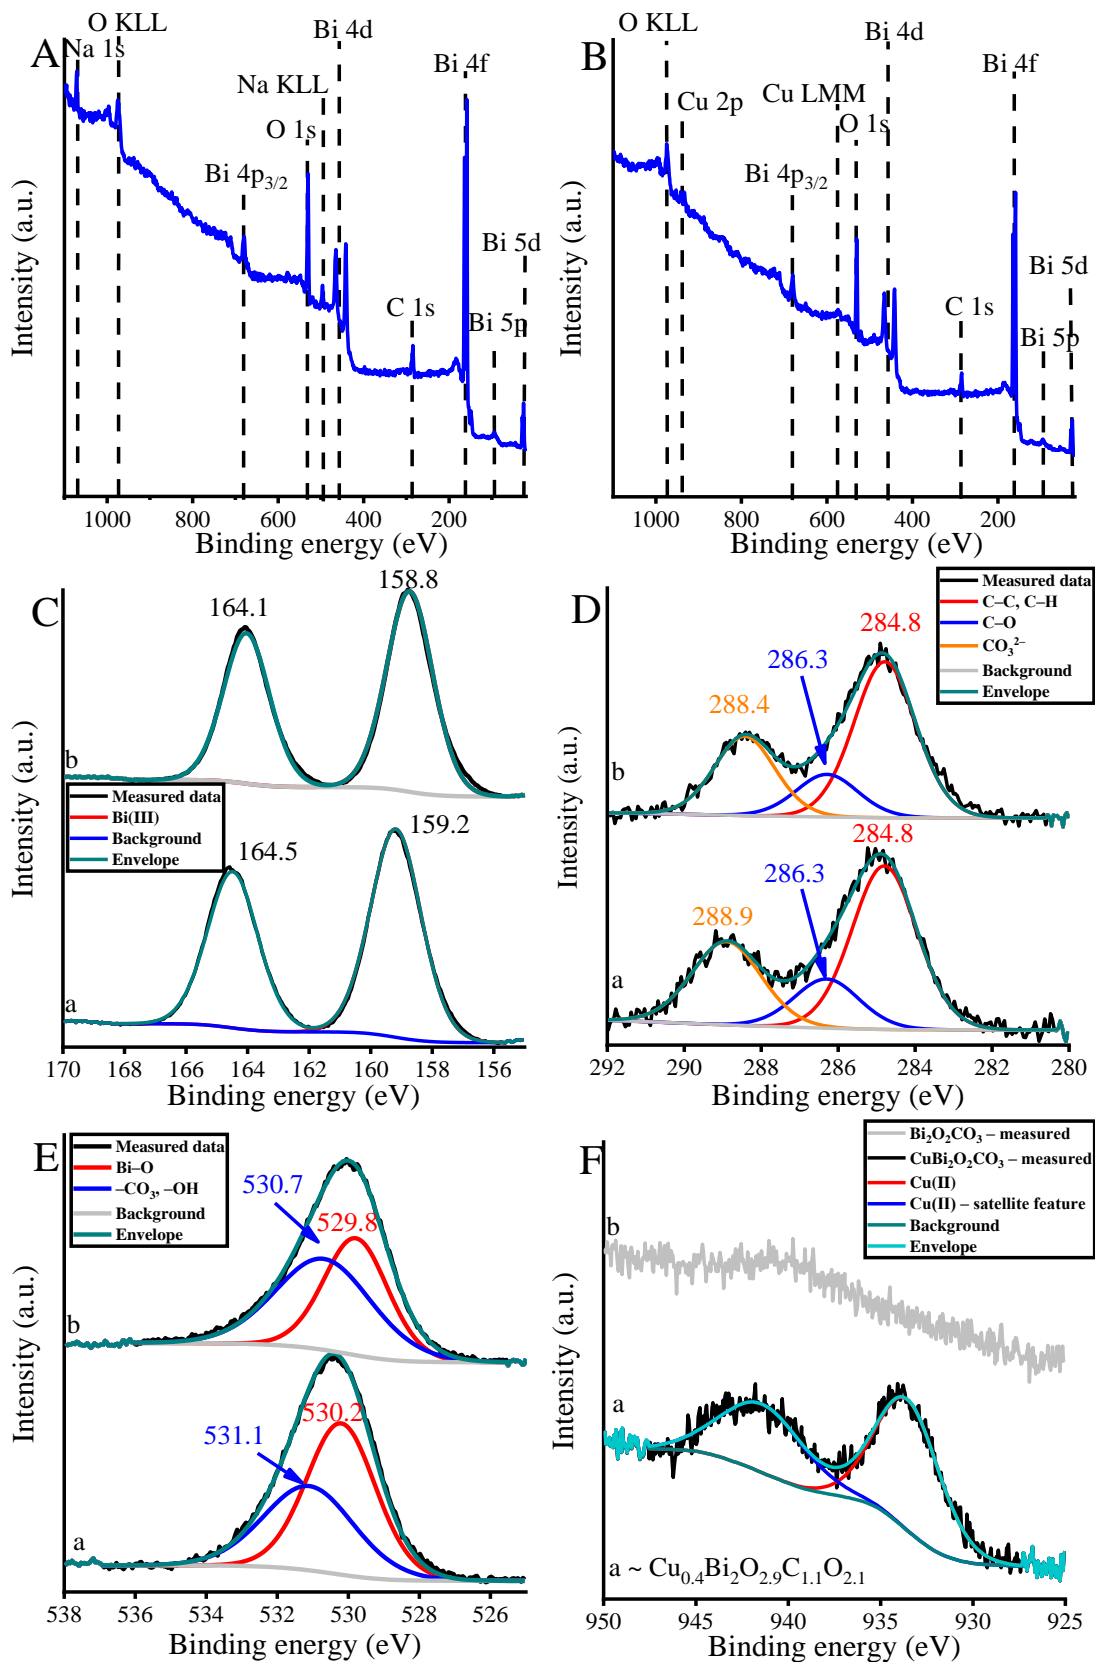 A
O KLL
Na 1s
Bi 4d
Bi 4f
Na KLL
O 1s
Bi 4p3/2
Bi 5d
C 1s
Bi 5p
Intensity (a.u.)
1000 800 600 400 200
Binding energy (eV)
B
O KLL
Bi 4d
Bi 4f
Cu 2p
Cu LMM
O 1s
Bi 4p3/2
Bi 5d
C 1s
Bi 5p
Intensity (a.u.)
1000 800 600 400 200
Binding energy (eV)
C
158.8
164.1
b
Measured data
Bi(III)
Background
Envelope
159.2
164.5
a
Intensity (a.u.)
170 168 166 164 162 160 158 156
Binding energy (eV)
D
Measured data
C–C, C–H
C–O
CO₃²⁻
Background
Envelope
284.8
286.3
288.4
b
284.8
286.3
288.9
a
Intensity (a.u.)
292 290 288 286 284 282 280
Binding energy (eV)
E
Measured data
Bi–O
–CO₃, –OH
Background
Envelope
530.7
529.8
b
530.2
531.1
a
Intensity (a.u.)
538 536 534 532 530 528 526
Binding energy (eV)
F
Bi₂O₂CO₃ – measured
CuBi₂O₂CO₃ – measured
Cu(II)
Cu(II) – satellite feature
Background
Envelope
b
a
a ~ Cu0.4Bi2O2.9C1.1O2.1
Intensity (a.u.)
950 945 940 935 930 925
Binding energy (eV)